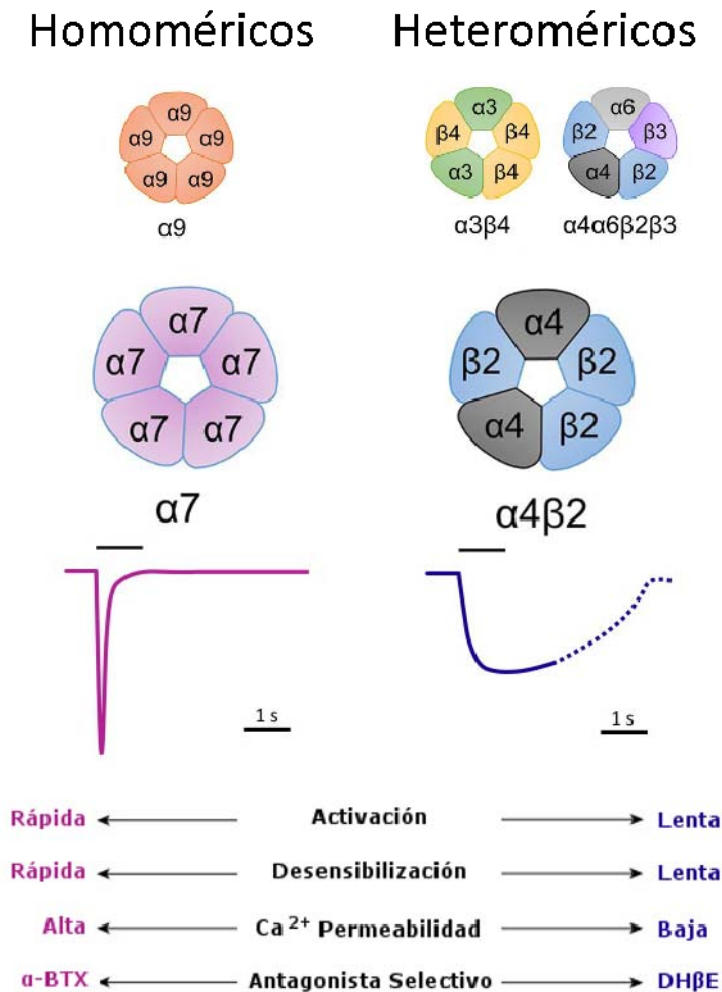 Homoméricos Heteroméricos
α9
α9 α9
α9 α9
α9
α3
β4 β4
α3 β4
α3β4
α6
β2 β3
α4 β2
α4α6β2β3
α7
α7 α7
α7 α7
α7
α4
β2 β2
α4 β2
α4β2
1 s
1 s
Rápida Activación Lenta
Rápida Desensibilización Lenta
Alta Ca 2+ Permeabilidad Baja
α-BTX Antagonista Selectivo DHβE